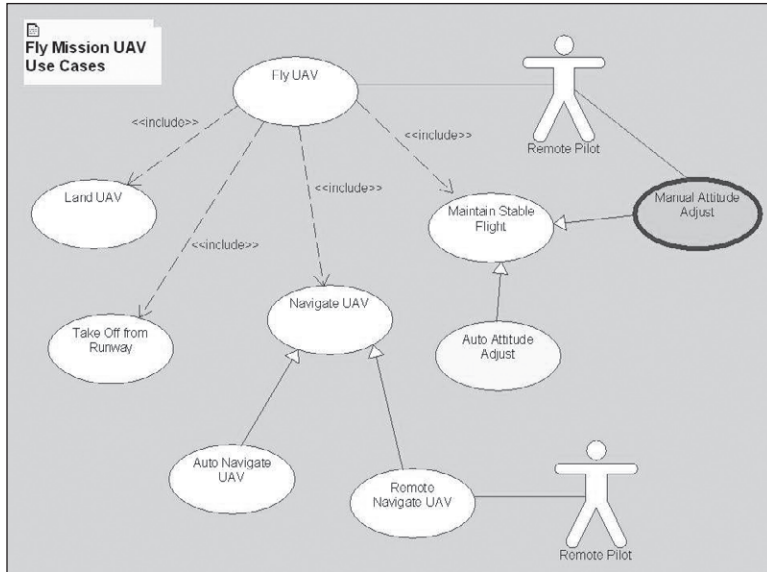 Fly Mission UAV
Use Cases
Fly UAV
Remote Pilot
<<include>>
<<include>>
<<include>>
<<include>>
Land UAV
Maintain Stable
Flight
Manual Attitude
Adjust
Take Off from
Runway
Navigate UAV
Auto Attitude
Adjust
Auto Navigate
UAV
Remote
Navigate UAV
Remote Pilot